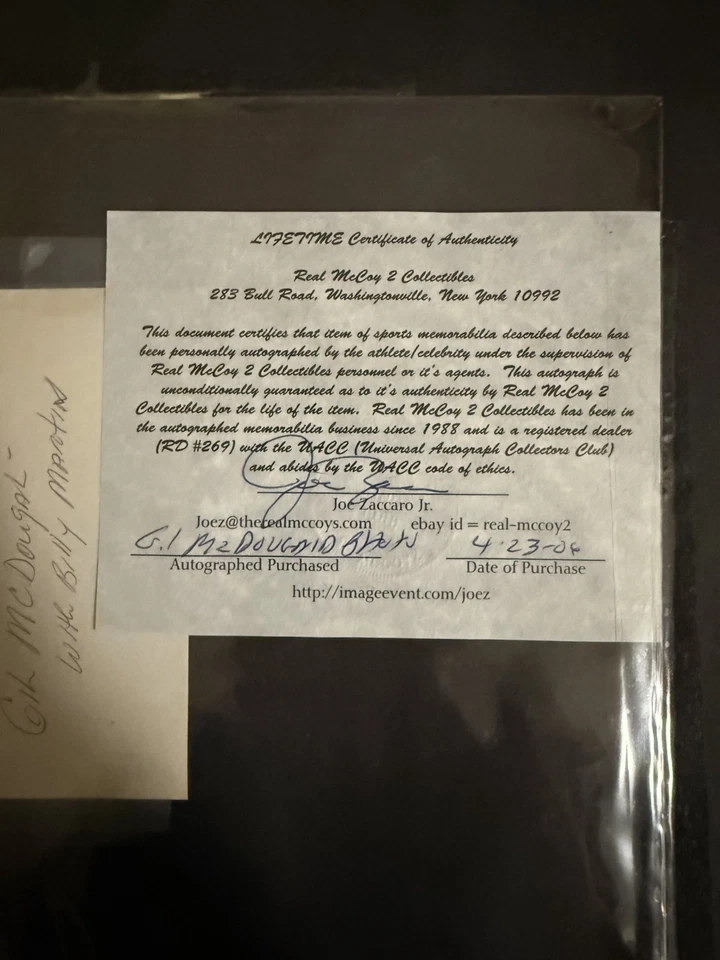 LIFETIME Certificate of Authenticity
Real McCoy 2 Collectibles
283 Bull Road, Washingtonville, New York 10992
This document certifies that item of sports memorabilia described below has
been personally autographed by the athlete/celebrity under the supervision of
Real McCoy 2 Collectibles personnel or it's agents. This autograph is
unconditionally guaranteed as to it's authenticity by Real McCoy 2
Collectibles for the life of the item. Real McCoy 2 Collectibles has been in
the autographed memorabilia business since 1988 and is a registered dealer
(RD #269) with the UACC (Universal Autograph Collectors Club)
and abides by the UACC code of ethics.
Joe Zaccaro Jr.
Joez@therealmccoys.com ebay id = real-mccoy2
G.I McDOUGALD 4-23-06
Autographed Purchased Date of Purchase
http://imageevent.com/joez
Gil McDougal -
with Billy Martin